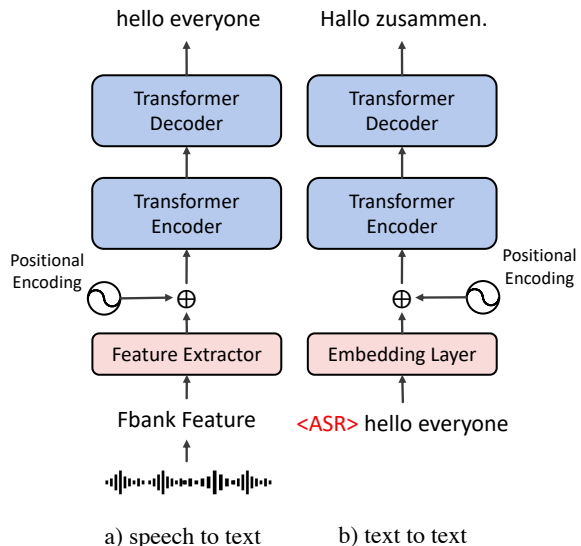 hello everyone
Transformer
Decoder
Transformer
Encoder
Positional
Encoding
Feature Extractor
Fbank Feature
a) speech to text
Hallo zusammen.
Transformer
Decoder
Transformer
Encoder
Positional
Encoding
Embedding Layer
<ASR> hello everyone
b) text to text